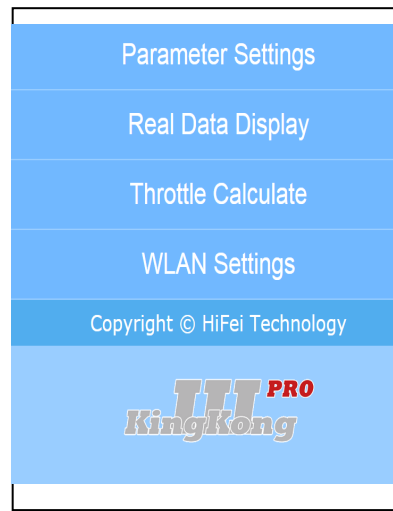 Parameter Settings
Real Data Display
Throttle Calculate
WLAN Settings
Copyright © HiFei Technology
III PRO
KingKong